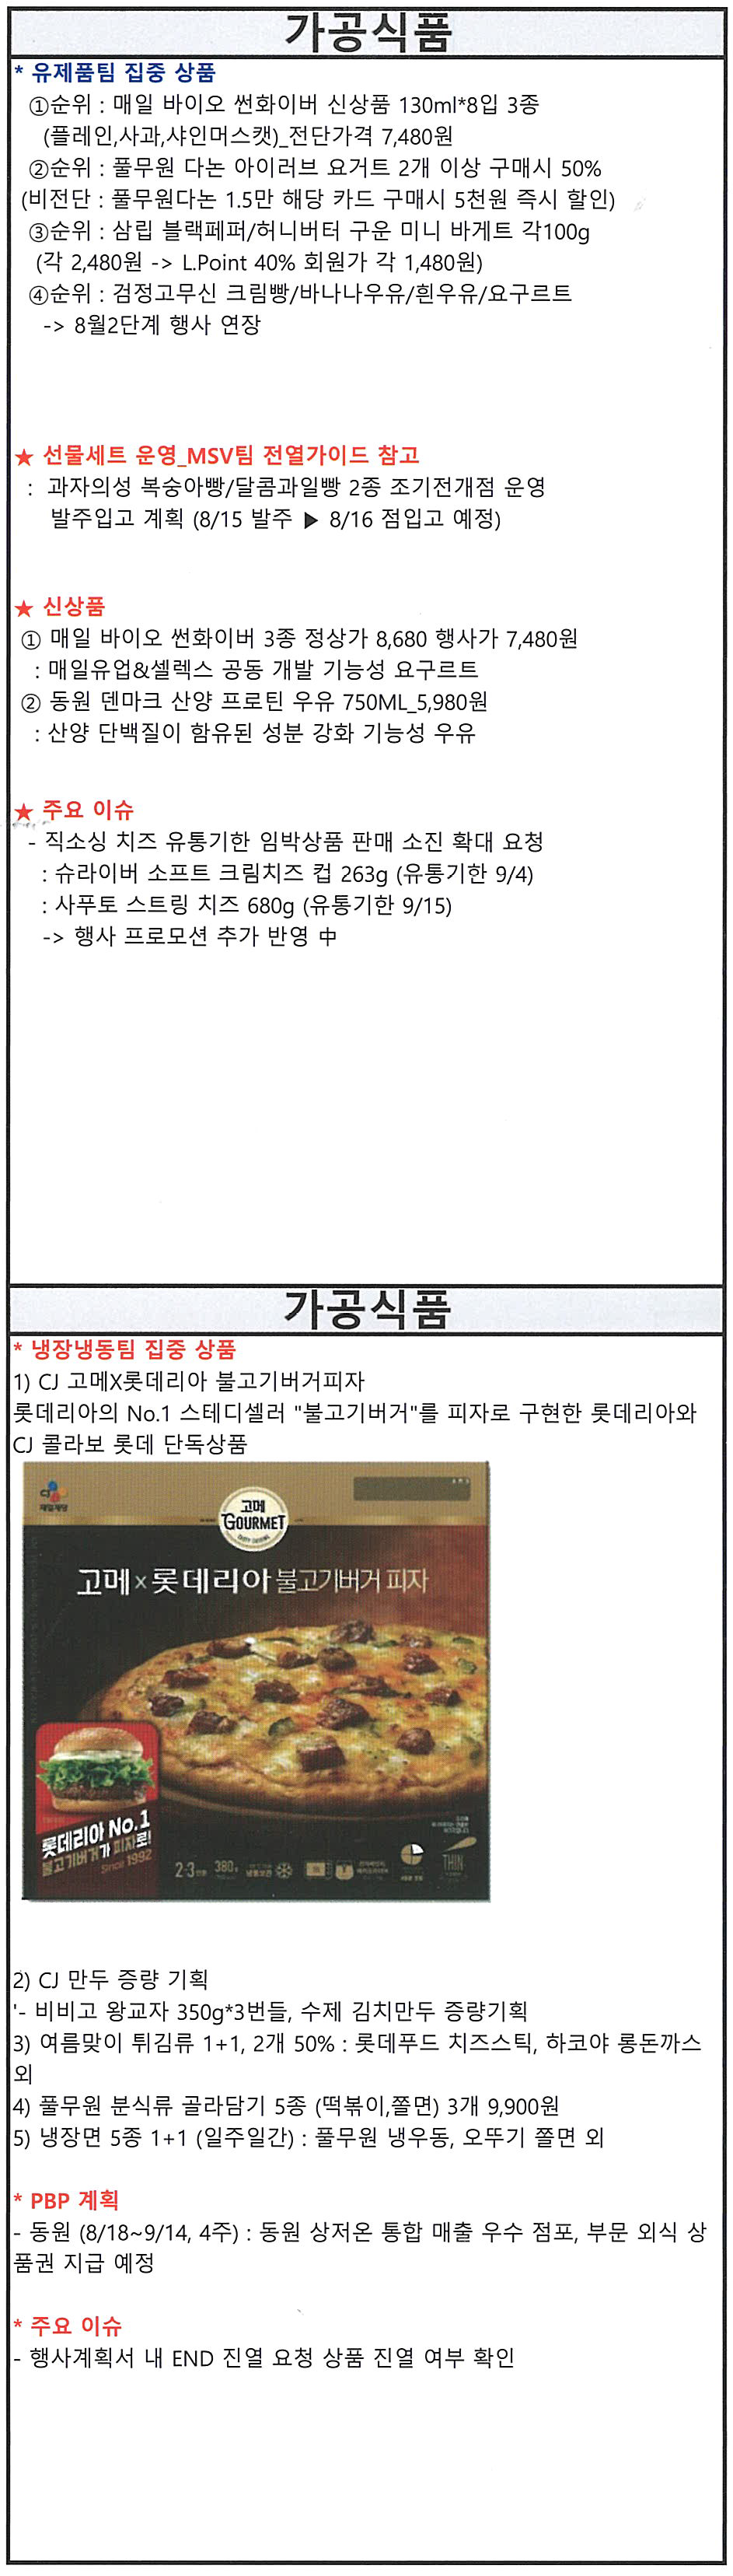 가공식품
* 유제품팀 집중 상품
①순위 : 매일 바이오 썬화이버 신상품 130ml*8입 3종
(플레인,사과,샤인머스캣)_전단가격 7,480원
②순위 : 풀무원 다논 아이러브 요거트 2개 이상 구매시 50%
(비전단 : 풀무원다논 1.5만 해당 카드 구매시 5천원 즉시 할인)
③순위 : 삼립 블랙페퍼/허니버터 구운 미니 바게트 각100g
(각 2,480원 -> L.Point 40% 회원가 각 1,480원)
④순위 : 검정고무신 크림빵/바나나우유/흰우유/요구르트
-> 8월2단계 행사 연장
★ 선물세트 운영_MSV팀 전열가이드 참고
: 과자의성 복숭아빵/달콤과일빵 2종 조기전개점 운영
발주입고 계획 (8/15 발주 ▶ 8/16 점입고 예정)
★ 신상품
① 매일 바이오 썬화이버 3종 정상가 8,680 행사가 7,480원
: 매일유업&셀렉스 공동 개발 기능성 요구르트
② 동원 덴마크 산양 프로틴 우유 750ML_5,980원
: 산양 단백질이 함유된 성분 강화 기능성 우유
★ 주요 이슈
- 직소싱 치즈 유통기한 임박상품 판매 소진 확대 요청
: 슈라이버 소프트 크림치즈 컵 263g (유통기한 9/4)
: 사푸토 스트링 치즈 680g (유통기한 9/15)
-> 행사 프로모션 추가 반영 中
가공식품
* 냉장냉동팀 집중 상품
1) CJ 고메X롯데리아 불고기버거피자
롯데리아의 No.1 스테디셀러 "불고기버거"를 피자로 구현한 롯데리아와
CJ 콜라보 롯데 단독상품
CJ
제일제당
고메
GOURMET
고메x롯데리아 불고기버거 피자
롯데리아 No.1
불고기버거가 피자로!
Since 1992
2-3인분 380g 냉동보관
THIN
2) CJ 만두 증량 기획
'- 비비고 왕교자 350g*3번들, 수제 김치만두 증량기획
3) 여름맞이 튀김류 1+1, 2개 50% : 롯데푸드 치즈스틱, 하코야 롱돈까스
외
4) 풀무원 분식류 골라담기 5종 (떡볶이,쫄면) 3개 9,900원
5) 냉장면 5종 1+1 (일주일간) : 풀무원 냉우동, 오뚜기 쫄면 외
* PBP 계획
- 동원 (8/18~9/14, 4주) : 동원 상저온 통합 매출 우수 점포, 부문 외식 상
품권 지급 예정
* 주요 이슈
- 행사계획서 내 END 진열 요청 상품 진열 여부 확인